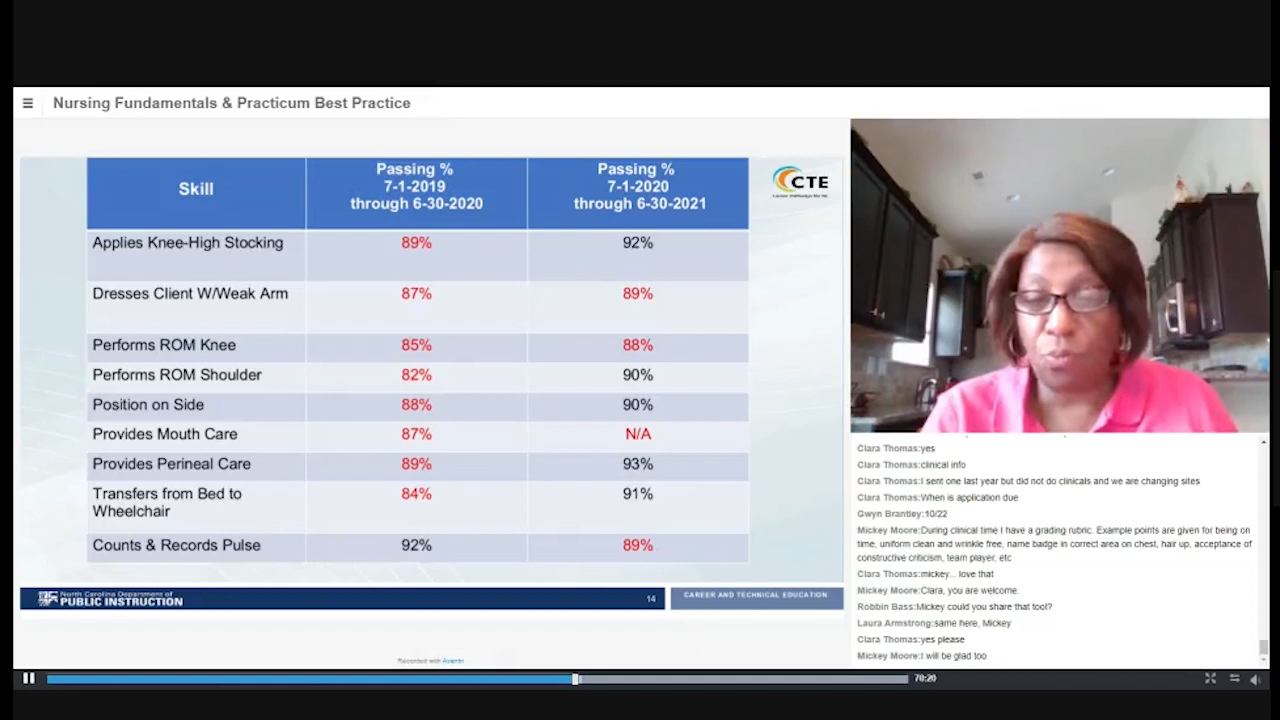 Nursing Fundamentals & Practicum Best Practice
Skill
Passing %
7-1-2019
through 6-30-2020
Passing %
7-1-2020
through 6-30-2021
CTE
Applies Knee-High Stocking 89% 92%
Dresses Client W/Weak Arm 87% 89%
Performs ROM Knee 85% 88%
Performs ROM Shoulder 82% 90%
Position on Side 88% 90%
Provides Mouth Care 87% N/A
Provides Perineal Care 89% 93%
Transfers from Bed to 84% 91%
Wheelchair
Counts & Records Pulse 92% 89%
North Carolina Department of
PUBLIC INSTRUCTION
14
CAREER AND TECHNICAL EDUCATION
Recorded with
Clara Thomas:yes
Clara Thomas:clinical info
Clara Thomas:I sent one last year but did not do clinicals and we are changing sites
Clara Thomas:When is application due
Gwyn Brantley:10/22
Mickey Moore:During clinical time I have a grading rubric. Example points are given for being on
time, uniform clean and wrinkle free, name badge in correct area on chest, hair up, acceptance of
constructive criticism, team player, etc
Clara Thomas:mickey... love that
Mickey Moore:Clara, you are welcome.
Robbin Bass:Mickey could you share that tool?
Laura Armstrong:same here, Mickey
Clara Thomas:yes please
Mickey Moore:I will be glad too
70:20